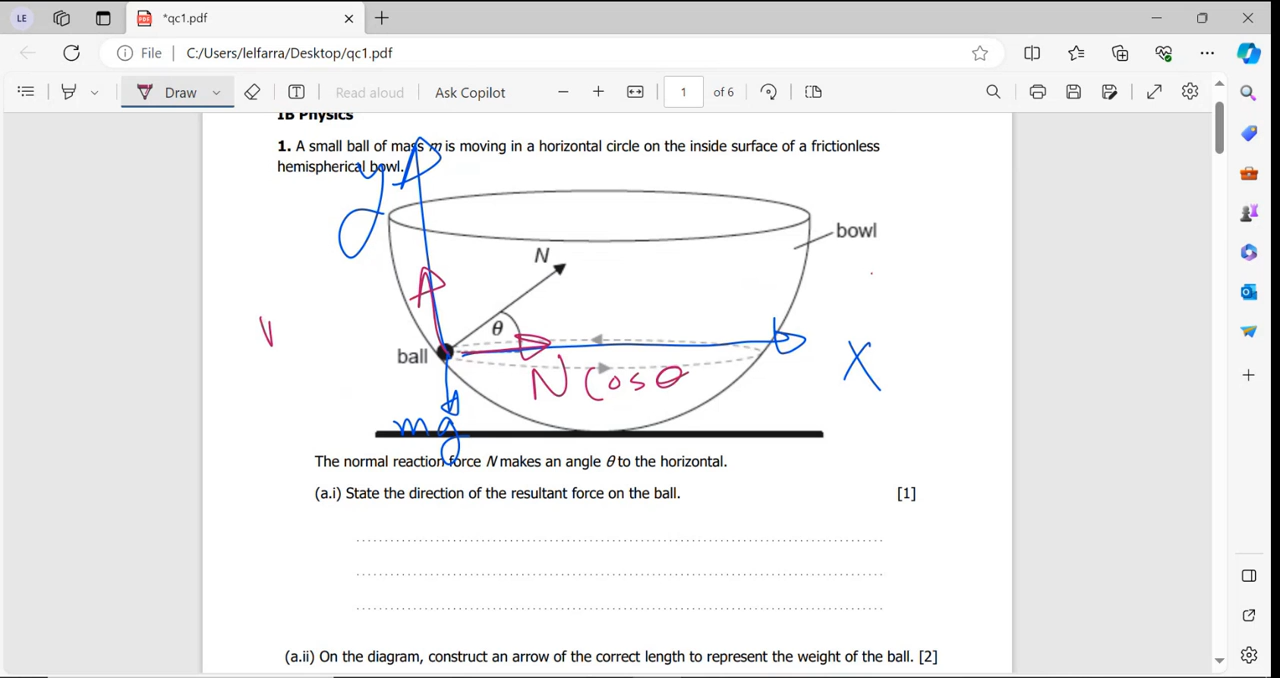 LE
*qc1.pdf
File
C:/Users/lelfarra/Desktop/qc1.pdf
Draw
Read aloud
Ask Copilot
1
of 6
IB Physics
1. A small ball of mass m is moving in a horizontal circle on the inside surface of a frictionless
hemispherical bowl.
y
bowl
N
θ
ball
N cos θ
X
mg
The normal reaction force N makes an angle θ to the horizontal.
(a.i) State the direction of the resultant force on the ball. [1]
(a.ii) On the diagram, construct an arrow of the correct length to represent the weight of the ball. [2]